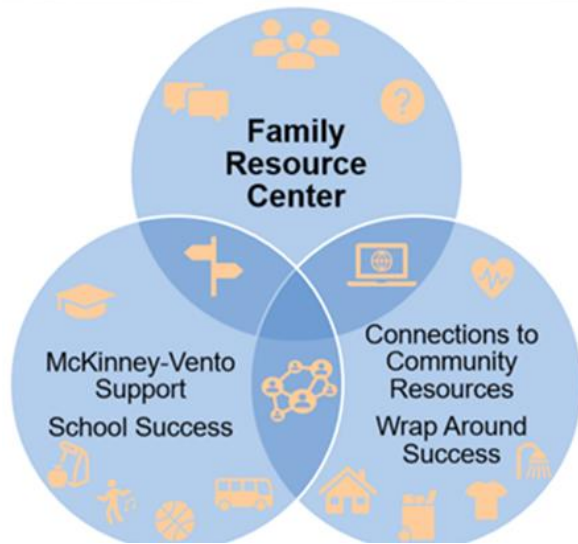 Family
Resource
Center
McKinney-Vento
Support
School Success
Connections to
Community
Resources
Wrap Around
Success